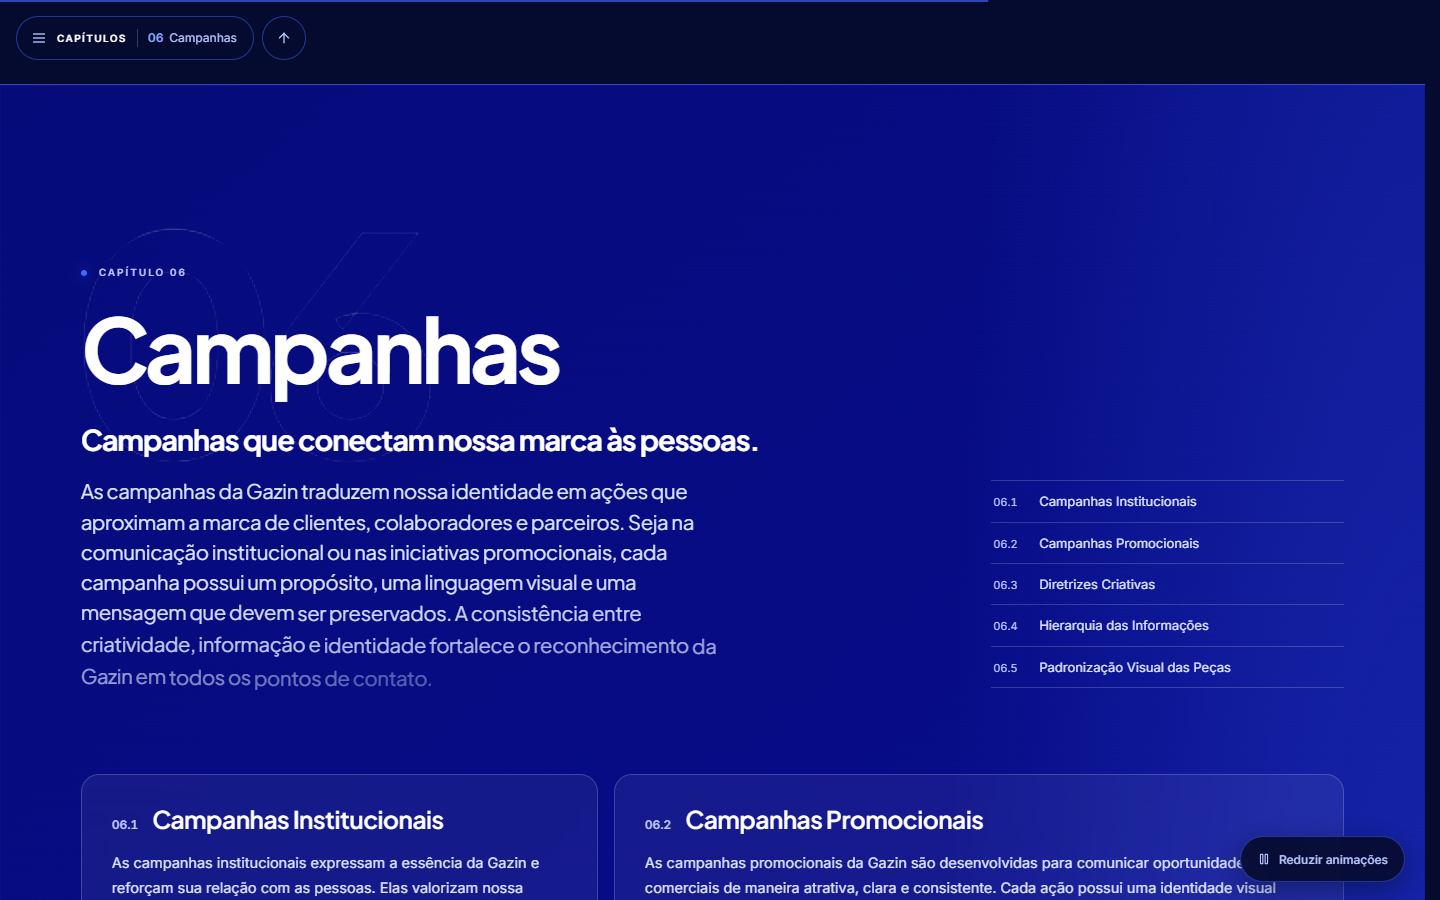 CAPÍTULOS
06 Campanhas
06
CAPÍTULO 06
Campanhas
Campanhas que conectam nossa marca às pessoas.
As campanhas da Gazin traduzem nossa identidade em ações que
aproximam a marca de clientes, colaboradores e parceiros. Seja na
comunicação institucional ou nas iniciativas promocionais, cada
campanha possui um propósito, uma linguagem visual e uma
mensagem que devem ser preservados. A consistência entre
criatividade, informação e identidade fortalece o reconhecimento da
Gazin em todos os pontos de contato.
06.1 Campanhas Institucionais
06.2 Campanhas Promocionais
06.3 Diretrizes Criativas
06.4 Hierarquia das Informações
06.5 Padronização Visual das Peças
06.1 Campanhas Institucionais
As campanhas institucionais expressam a essência da Gazin e
reforçam sua relação com as pessoas. Elas valorizam nossa
06.2 Campanhas Promocionais
As campanhas promocionais da Gazin são desenvolvidas para comunicar oportunidade
comerciais de maneira atrativa, clara e consistente. Cada ação possui uma identidade visual
Reduzir animações